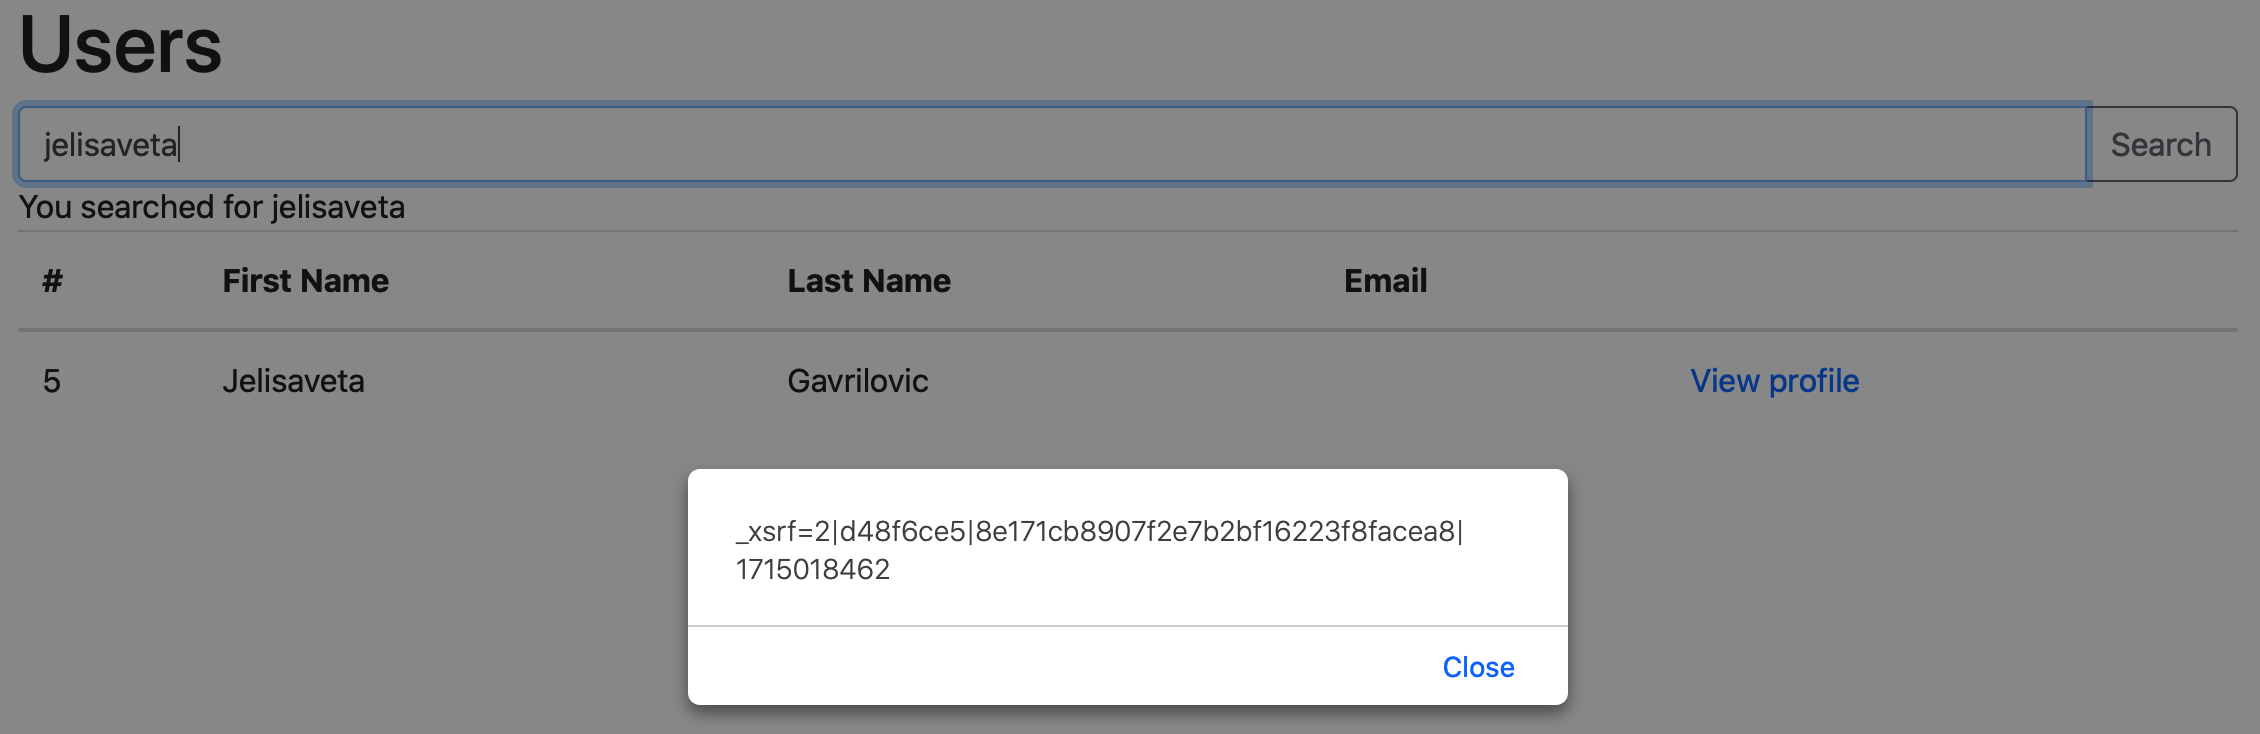 Users
jelisaveta
Search
You searched for jelisaveta
# First Name Last Name Email
5 Jelisaveta Gavrilovic View profile
_xsrf=2|d48f6ce5|8e171cb8907f2e7b2bf16223f8facea8|
1715018462
Close